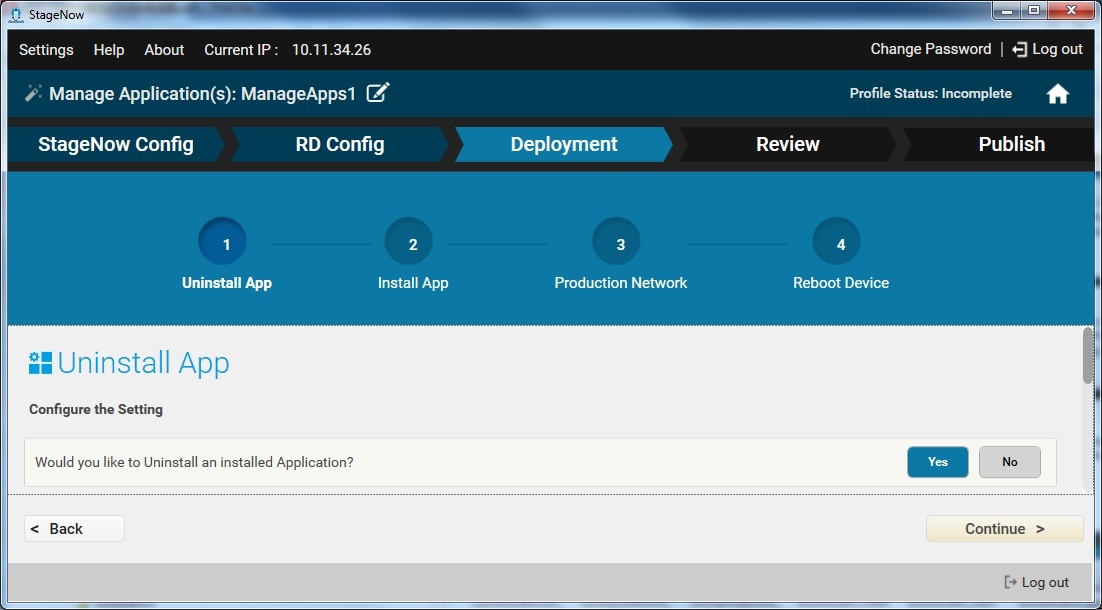 StageNow
Settings Help About Current IP : 10.11.34.26 Change Password | Log out
Manage Application(s): ManageApps1 Profile Status: Incomplete
StageNow Config RD Config Deployment Review Publish
1 2 3 4
Uninstall App Install App Production Network Reboot Device
Uninstall App
Configure the Setting
Would you like to Uninstall an installed Application? Yes No
< Back Continue >
Log out